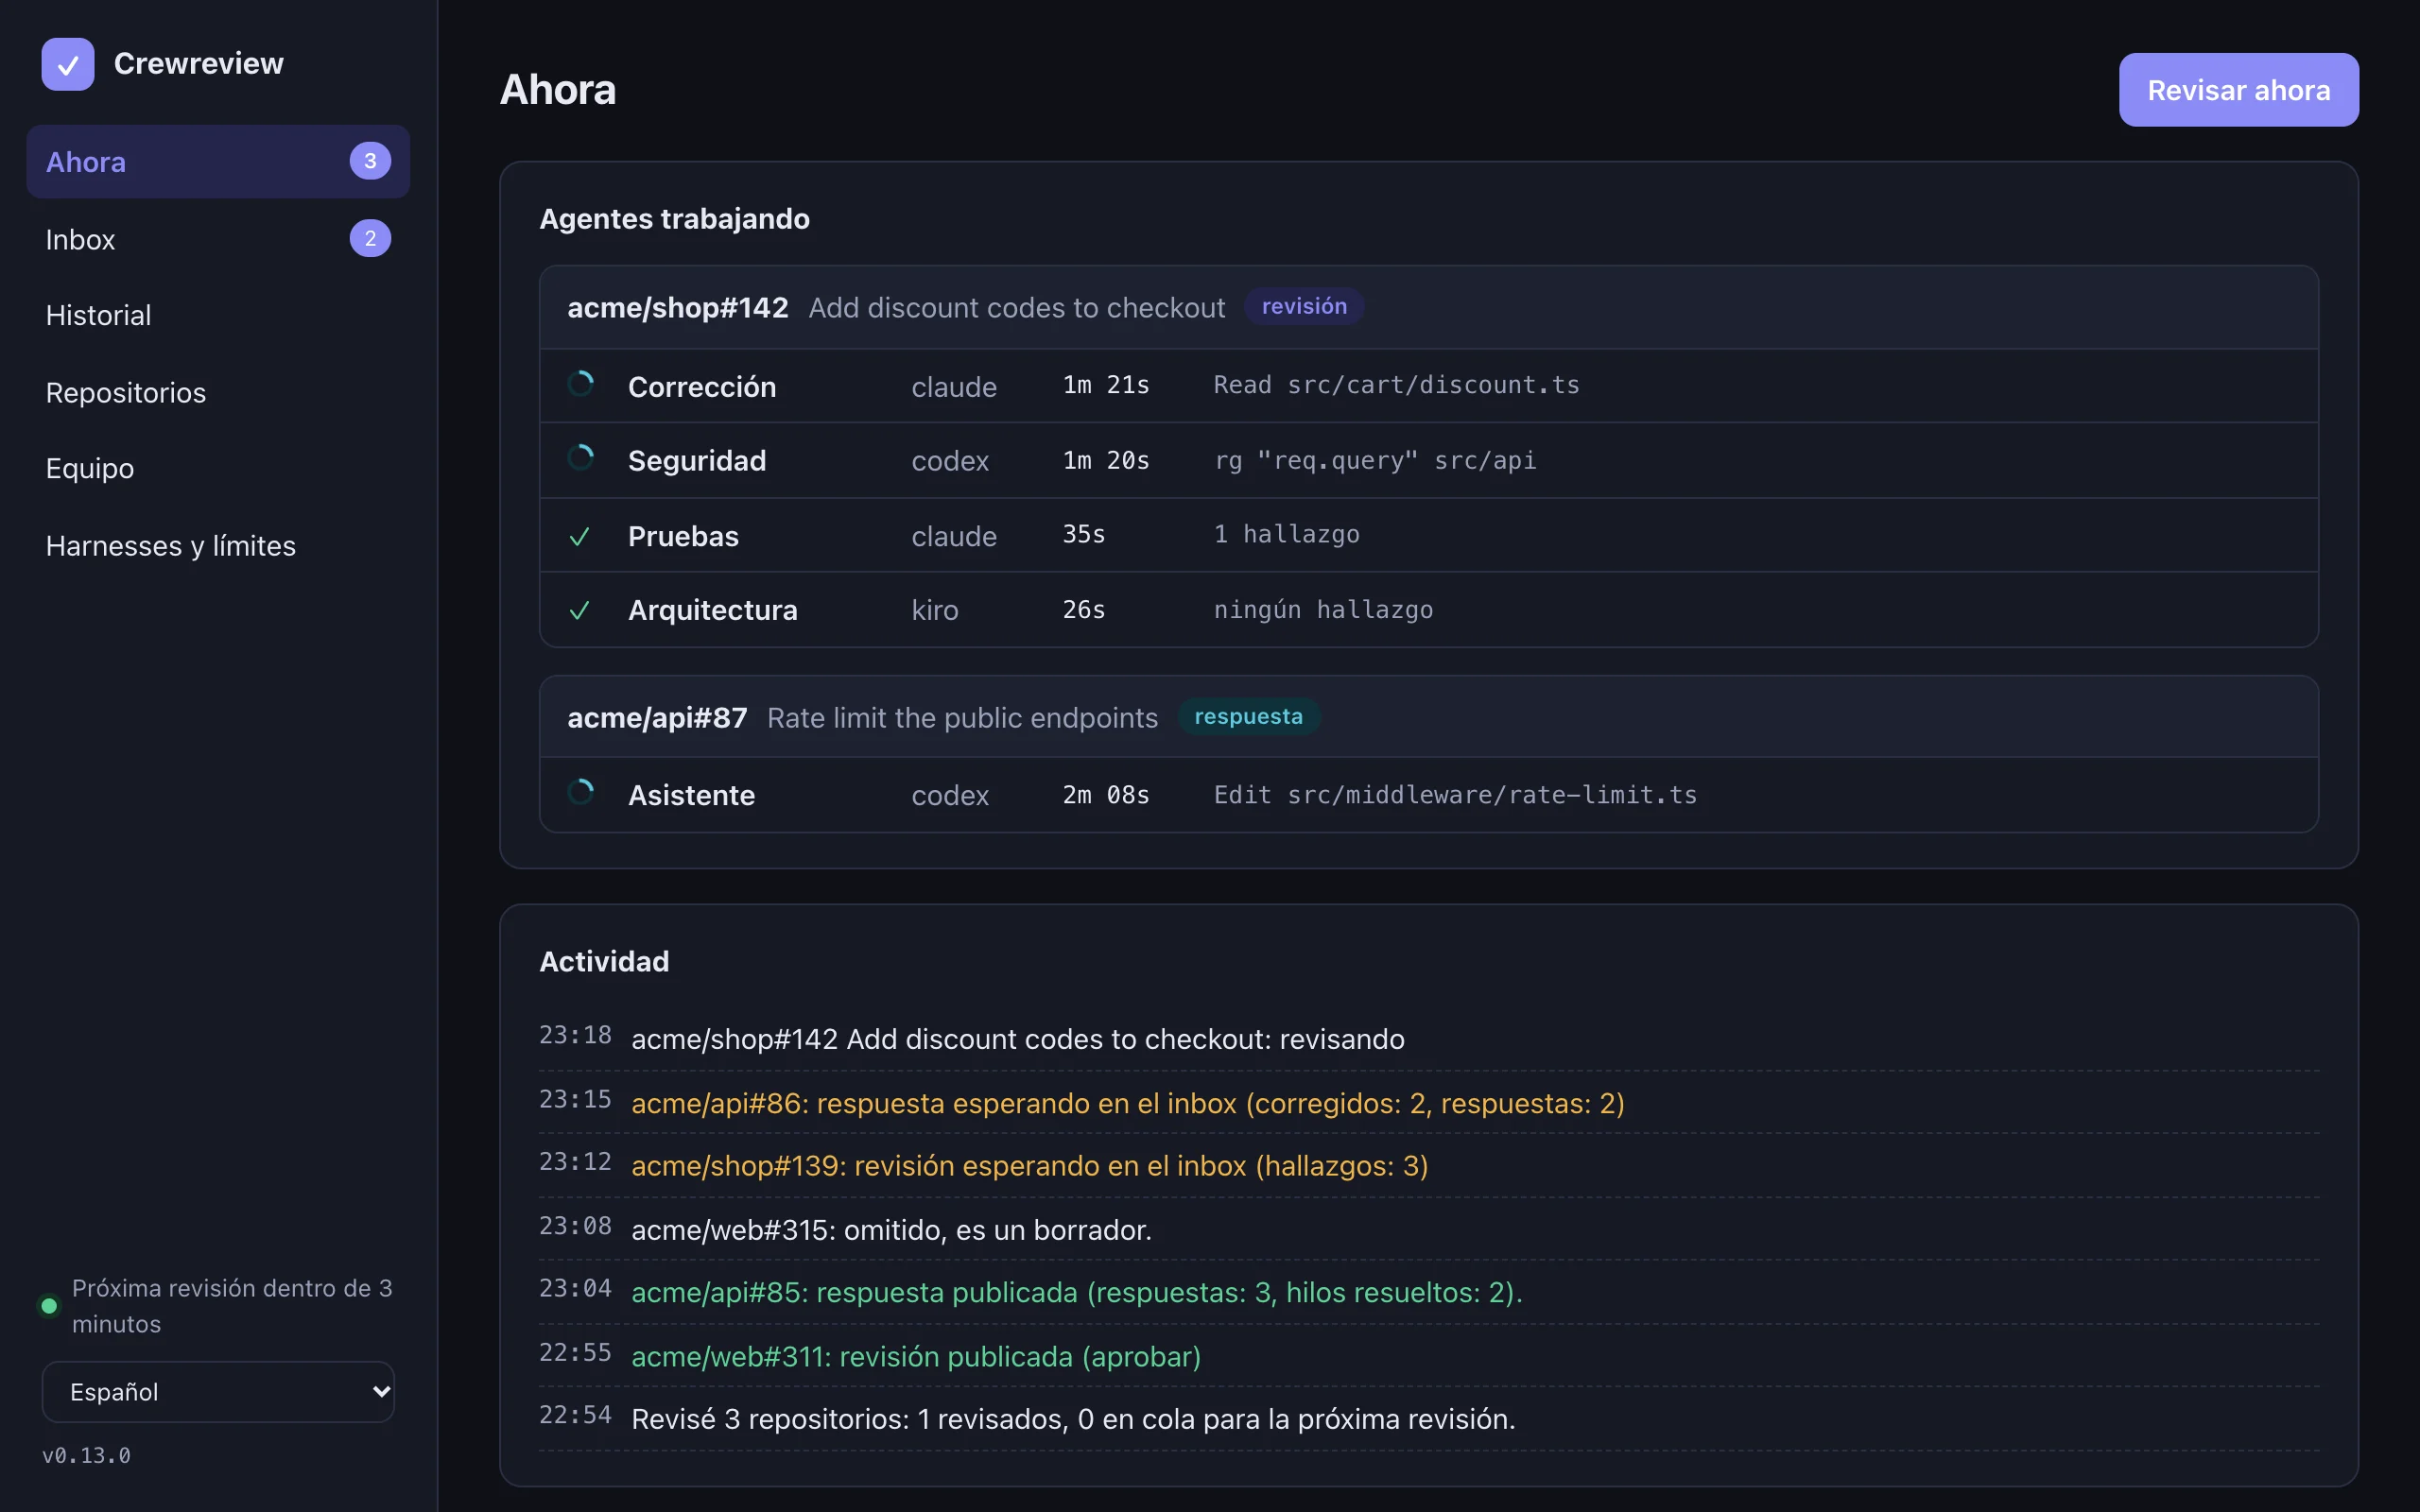 Crewreview
Ahora 3
Inbox 2
Historial
Repositorios
Equipo
Harnesses y límites
Próxima revisión dentro de 3
minutos
Español
v0.13.0
Ahora
Revisar ahora
Agentes trabajando
acme/shop#142 Add discount codes to checkout revisión
Corrección claude 1m 21s Read src/cart/discount.ts
Seguridad codex 1m 20s rg "req.query" src/api
Pruebas claude 35s 1 hallazgo
Arquitectura kiro 26s ningún hallazgo
acme/api#87 Rate limit the public endpoints respuesta
Asistente codex 2m 08s Edit src/middleware/rate-limit.ts
Actividad
23:18 acme/shop#142 Add discount codes to checkout: revisando
23:15 acme/api#86: respuesta esperando en el inbox (corregidos: 2, respuestas: 2)
23:12 acme/shop#139: revisión esperando en el inbox (hallazgos: 3)
23:08 acme/web#315: omitido, es un borrador.
23:04 acme/api#85: respuesta publicada (respuestas: 3, hilos resueltos: 2).
22:55 acme/web#311: revisión publicada (aprobar)
22:54 Revisé 3 repositorios: 1 revisados, 0 en cola para la próxima revisión.